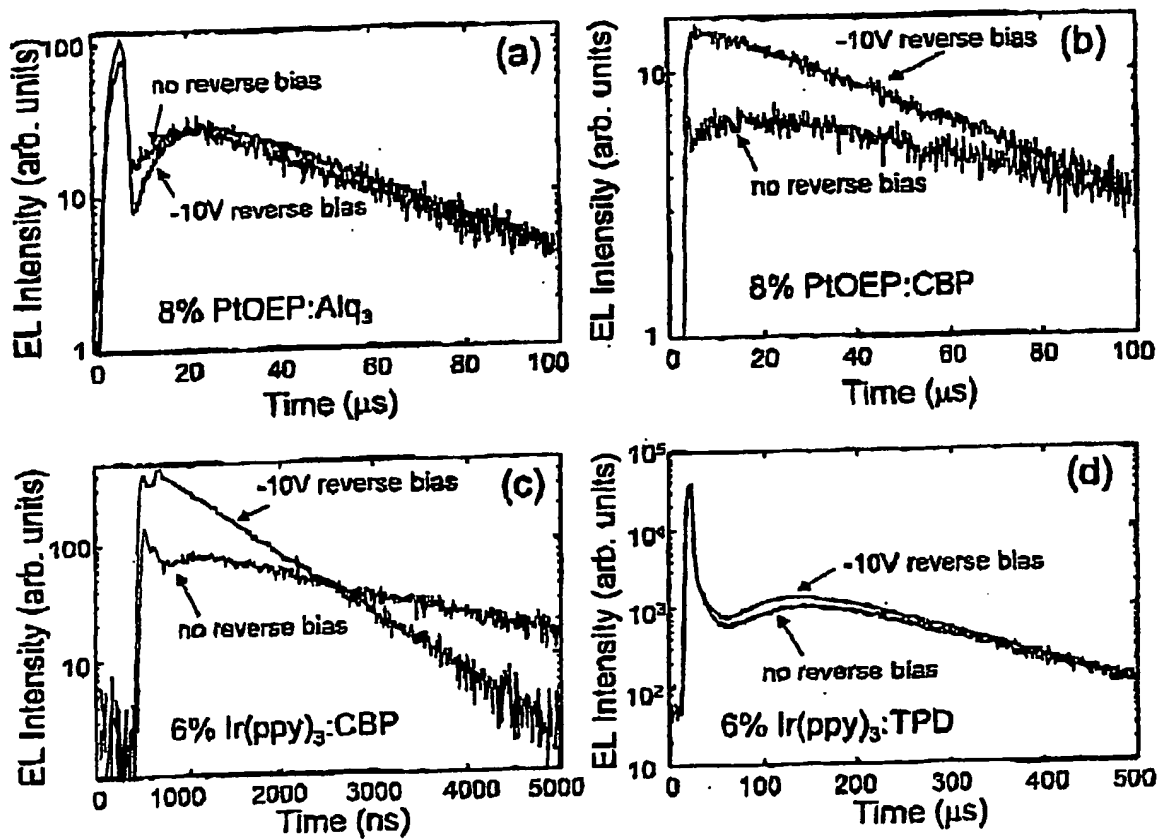 (a)
EL Intensity (arb. units)
100
10
1
no reverse bias
-10V reverse bias
8% PtOEP:Alq₃
0 20 40 60 80 100
Time (μs)
(b)
EL Intensity (arb. units)
10
1
-10V reverse bias
no reverse bias
8% PtOEP:CBP
0 20 40 60 80 100
Time (μs)
(c)
EL Intensity (arb. units)
100
10
-10V reverse bias
no reverse bias
6% Ir(ppy)₃:CBP
0 1000 2000 3000 4000 5000
Time (ns)
(d)
EL Intensity (arb. units)
10⁵
10⁴
10³
10²
10
-10V reverse bias
no reverse bias
6% Ir(ppy)₃:TPD
0 100 200 300 400 500
Time (μs)